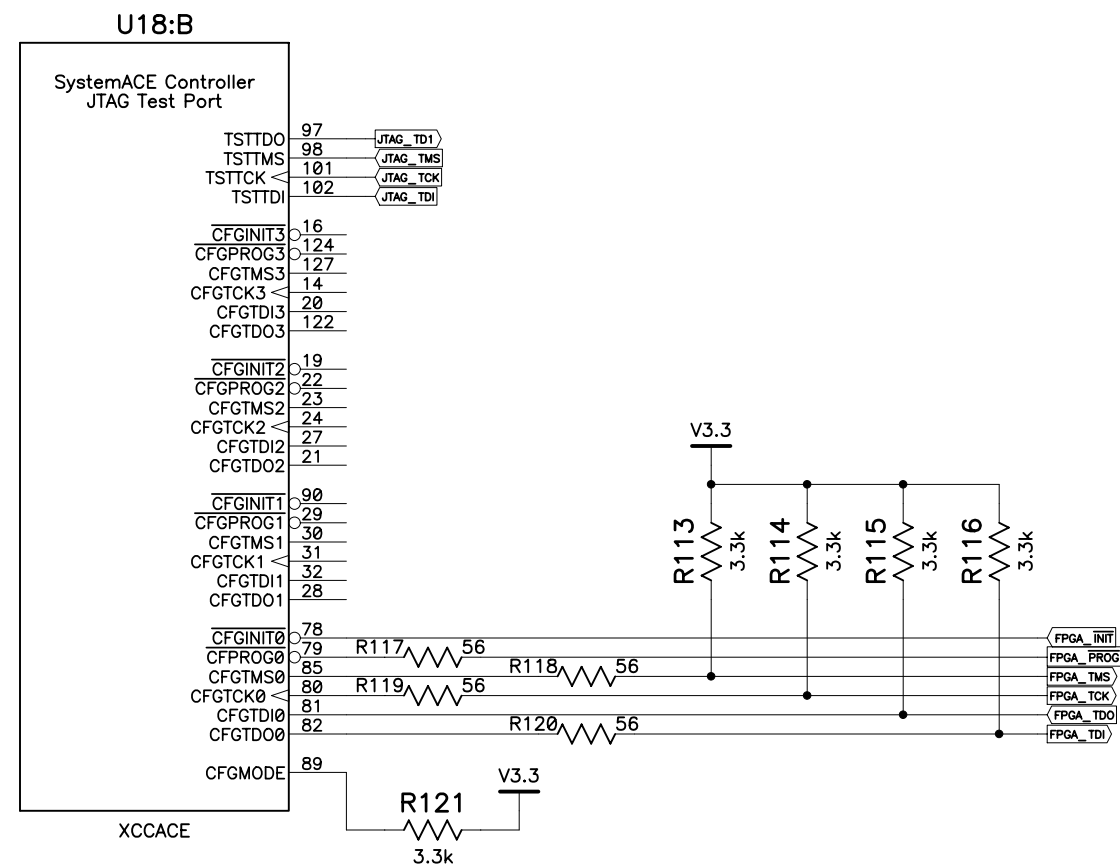 U18:B
SystemACE Controller
JTAG Test Port
TSTTDO 97 JTAG_TD1
TSTTMS 98 JTAG_TMS
TSTTCK 101 JTAG_TCK
TSTTDI 102 JTAG_TDI
CFGINIT3 16
CFGPROG3 124
CFGTMS3 127
CFGTCK3 14
CFGTDI3 20
CFGTDO3 122
CFGINIT2 19
CFGPROG2 22
CFGTMS2 23
CFGTCK2 24
CFGTDI2 27
CFGTDO2 21
V3.3
CFGINIT1 90
CFGPROG1 29
CFGTMS1 30
CFGTCK1 31
CFGTDI1 32
CFGTDO1 28
R113 3.3k R114 3.3k R115 3.3k R116 3.3k
CFGINIT0 78 FPGA_INIT
CFPROG0 79 R117 56 FPGA_PROG
CFGTMS0 85 R118 56 FPGA_TMS
CFGTCK0 80 R119 56 FPGA_TCK
CFGTDI0 81 FPGA_TDO
CFGTDO0 82 R120 56 FPGA_TDI
CFGMODE 89
V3.3
R121
3.3k
XCCACE